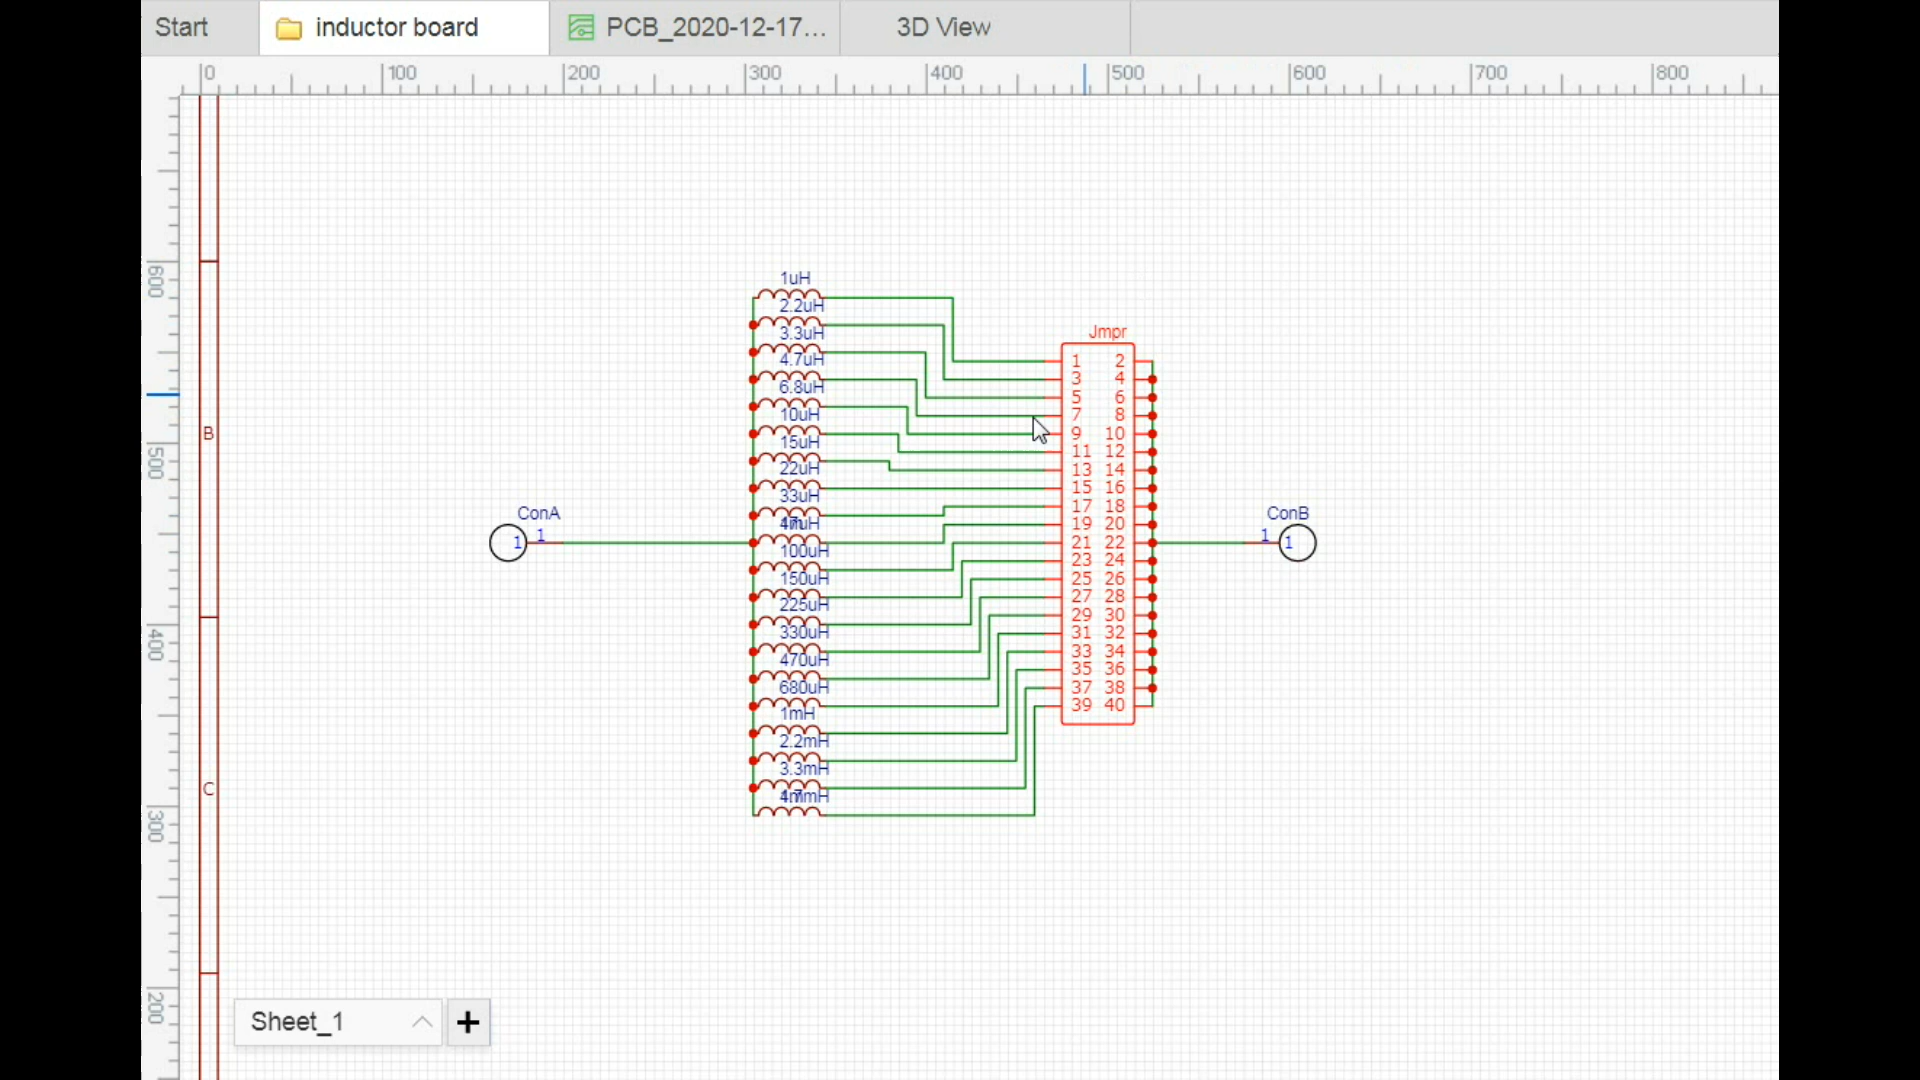 Start inductor board PCB_2020-12-17... 3D View
0 100 200 300 400 500 600 700 800
600
500
400
300
200
B
C
1uH
2.2uH
3.3uH
4.7uH
6.8uH
10uH
15uH
22uH
33uH
100uH
150uH
225uH
330uH
470uH
680uH
1mH
2.2mH
3.3mH
ConA
1 1
Jmpr
1 2
3 4
5 6
7 8
9 10
11 12
13 14
15 16
17 18
19 20
21 22
23 24
25 26
27 28
29 30
31 32
33 34
35 36
37 38
39 40
ConB
1 1
Sheet_1 +